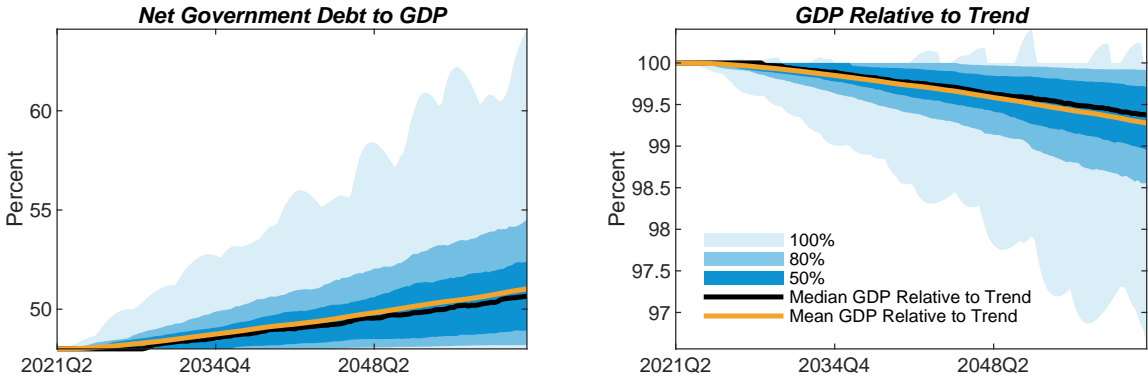 Net Government Debt to GDP
Percent
60
55
50
2021Q2
2034Q4
2048Q2
GDP Relative to Trend
Percent
100
99.5
99
98.5
98
97.5
97
100%
80%
50%
Median GDP Relative to Trend
Mean GDP Relative to Trend
2021Q2
2034Q4
2048Q2